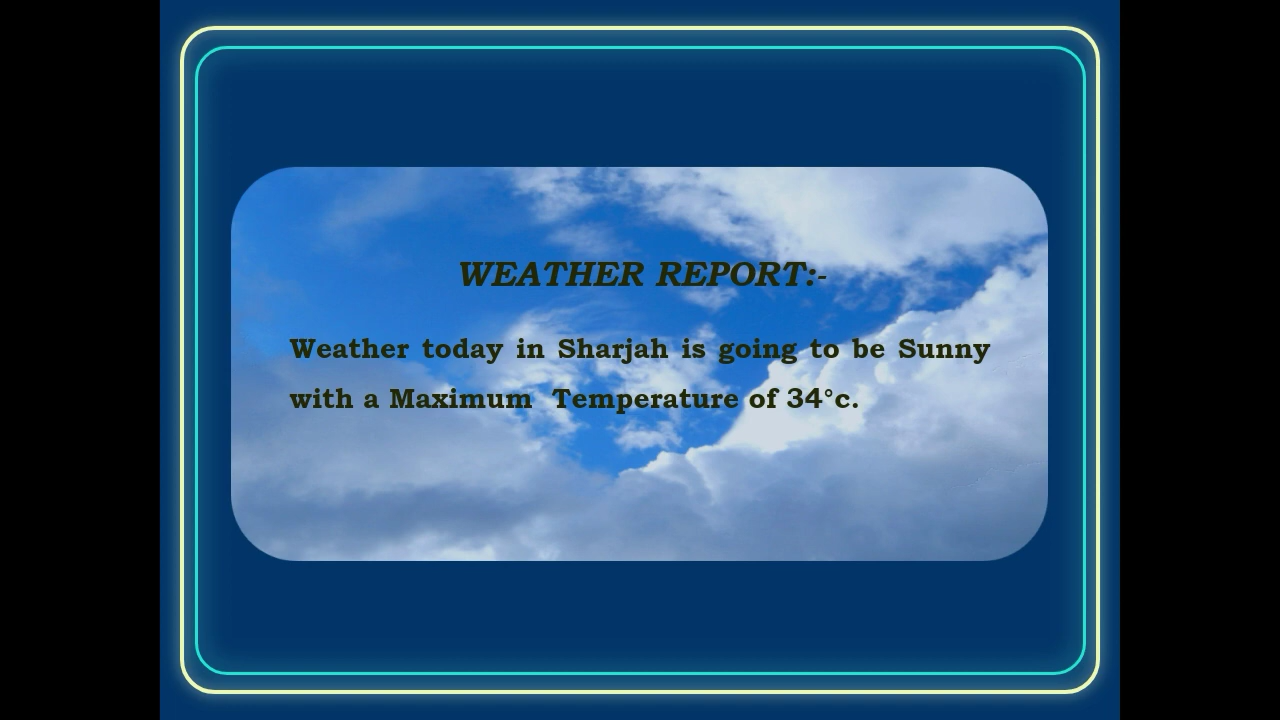 WEATHER REPORT:-
Weather today in Sharjah is going to be Sunny
with a Maximum  Temperature of 34°c.